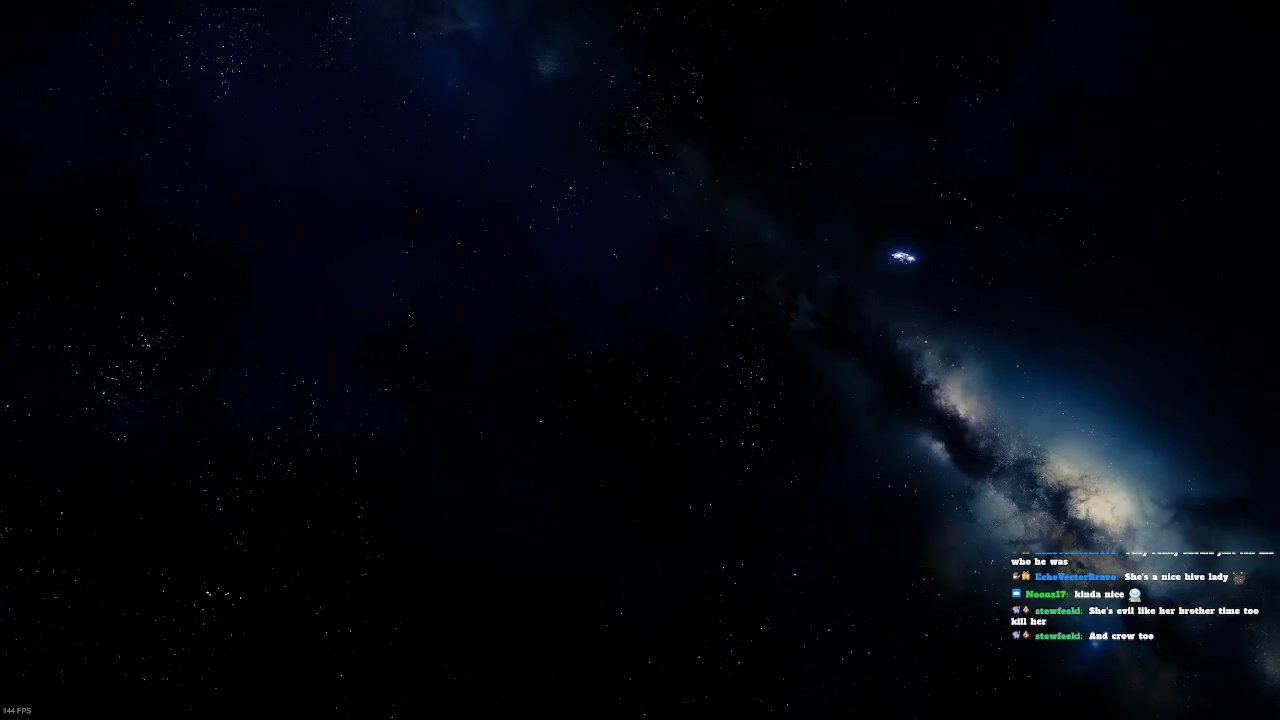 who he was
EchoVectorBravo: She's a nice hive lady
Noonz17: kinda nice
stewfeeki: She's evil like her brother time too
kill her
stewfeeki: And crow too
144 FPS